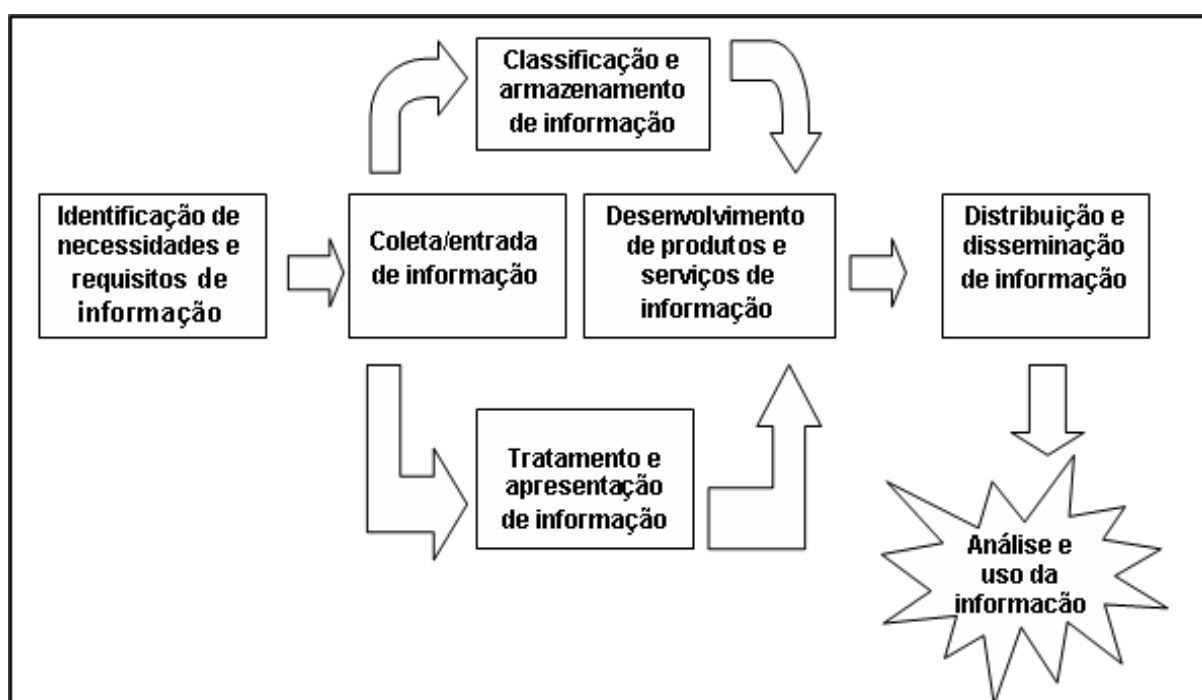 Classificação e
armazenamento
de informação
Identificação de
necessidades e
requisitos de
informação
Coleta/entrada
de informação
Desenvolvimento
de produtos e
serviços de
informação
Distribuição e
disseminação
de informação
Tratamento e
apresentação
de informação
Análise e
uso da
informacão